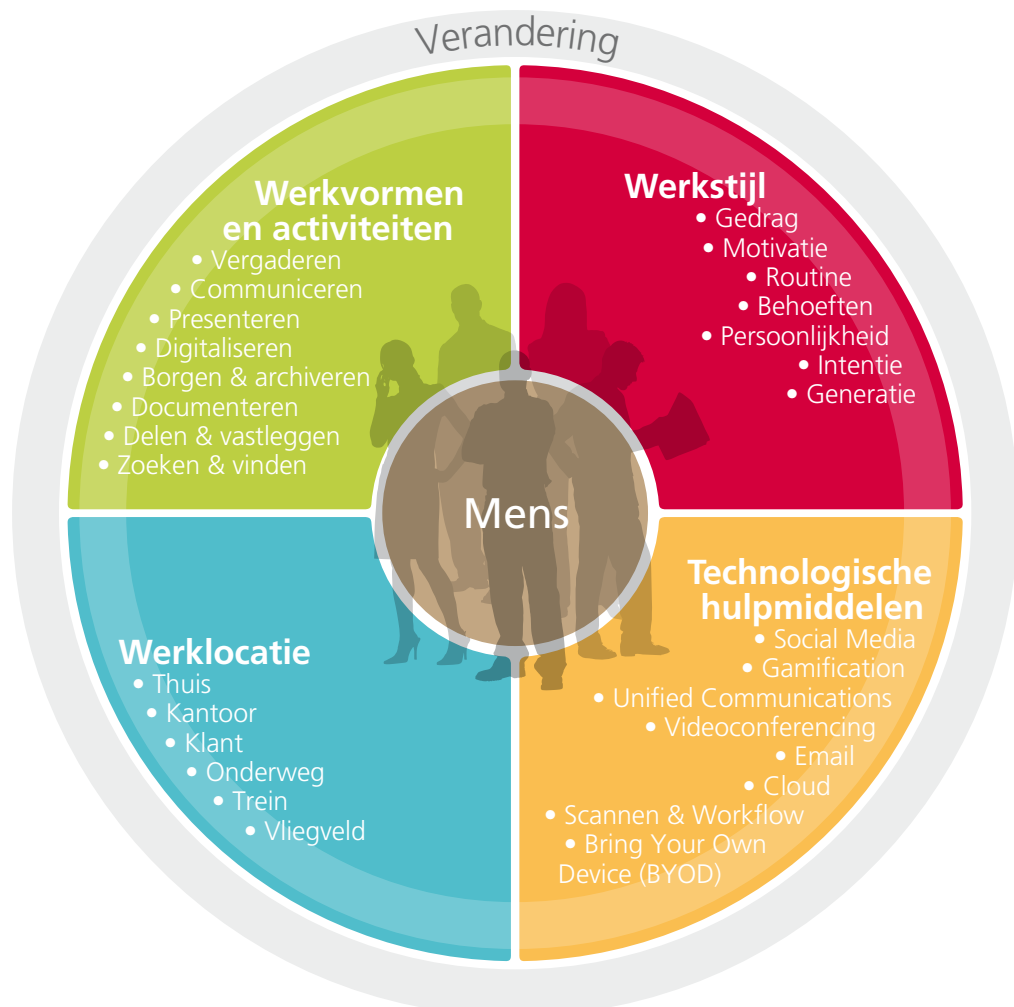 Verandering
Werkvormen
en activiteiten
• Vergaderen
• Communiceren
• Presenteren
• Digitaliseren
• Borgen & archiveren
• Documenteren
• Delen & vastleggen
• Zoeken & vinden
Werkstijl
• Gedrag
• Motivatie
• Routine
• Behoeften
• Persoonlijkheid
• Intentie
• Generatie
Mens
Werklocatie
• Thuis
• Kantoor
• Klant
• Onderweg
• Trein
• Vliegveld
Technologische
hulpmiddelen
• Social Media
• Gamification
• Unified Communications
• Videoconferencing
• Email
• Cloud
• Scannen & Workflow
• Bring Your Own
Device (BYOD)